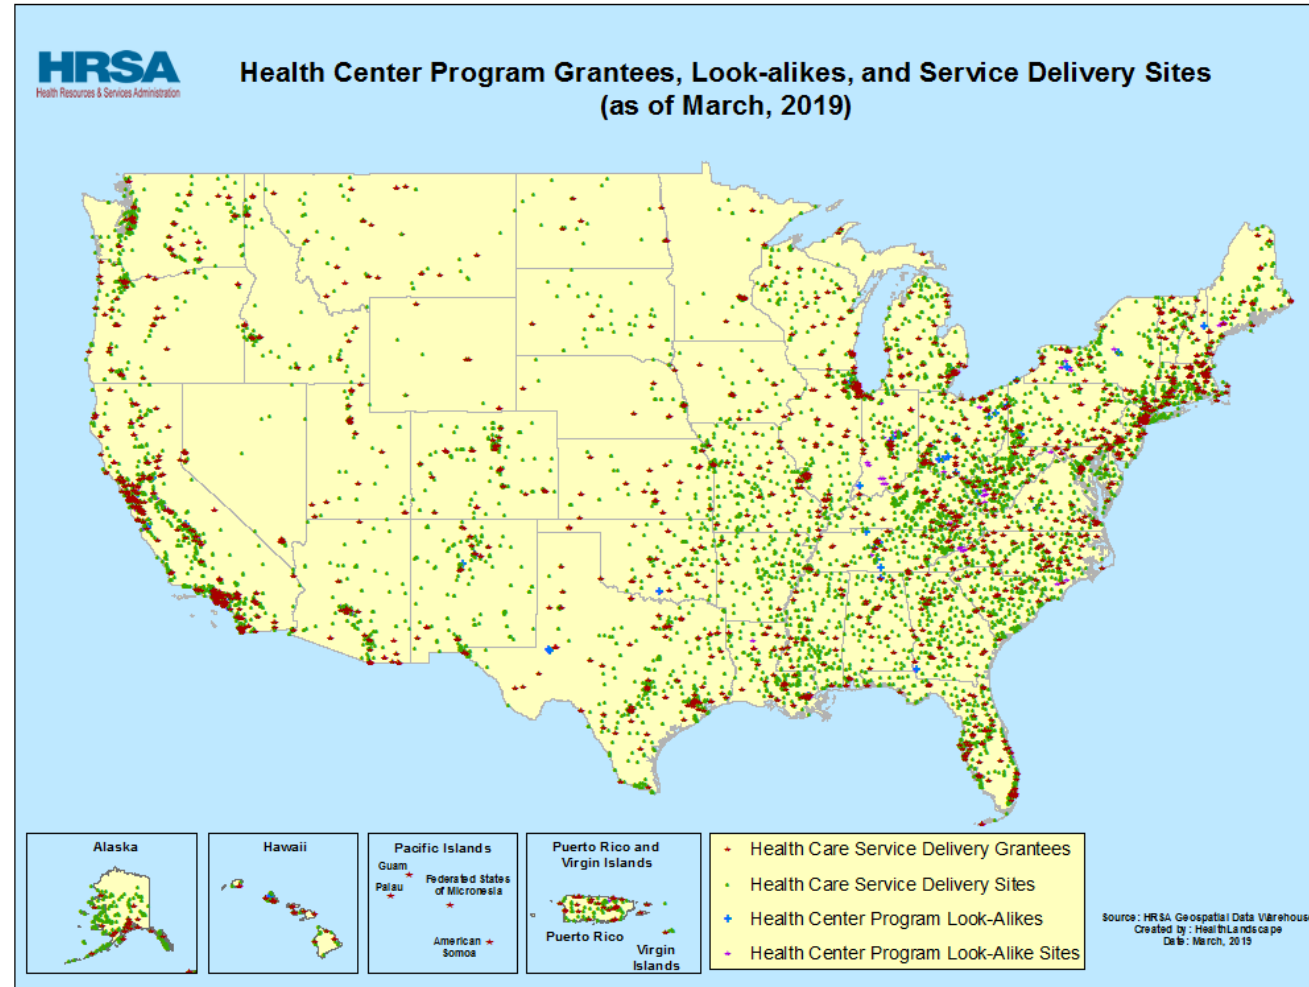 HRSA
Health Resources & Services Administration
Health Center Program Grantees, Look-alikes, and Service Delivery Sites
(as of March, 2019)
Alaska
Hawaii
Pacific Islands
Guam
Palau
Federated States
of Micronesia
American
Somoa
Puerto Rico and
Virgin Islands
Puerto Rico
Virgin
Islands
Health Care Service Delivery Grantees
Health Care Service Delivery Sites
Health Center Program Look-Alikes
Health Center Program Look-Alike Sites
Source: HRSA Geospatial Data Warehouse
Created by: HealthLandscape
Date: March, 2019